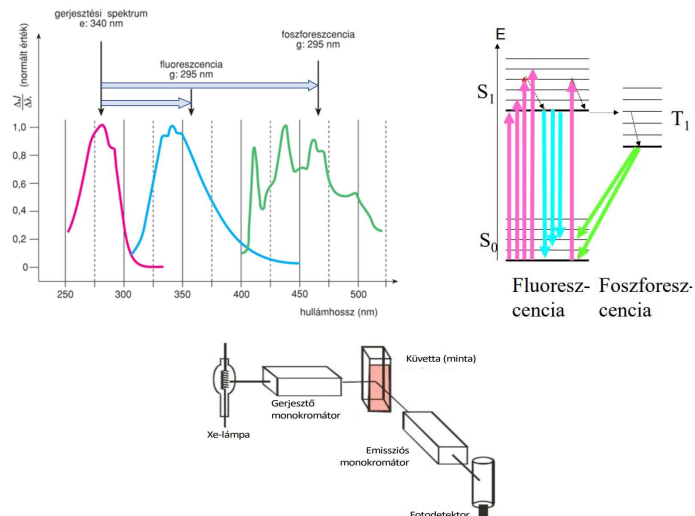 gerjesztési spektrum
e: 340 nm
fluoreszcencia
g: 295 nm
foszforeszcencia
g: 295 nm
ΔJ
Δλ
(normált érték)
1,0
0,8
0,6
0,4
0,2
0
250
300
350
400
450
500
hullámhossz (nm)
E
S1
T1
S0
Fluoresz-
cencia
Foszforesz-
cencia
Xe-lámpa
Gerjesztő
monokromátor
Küvetta (minta)
Emissziós
monokromátor
Fotodetektor